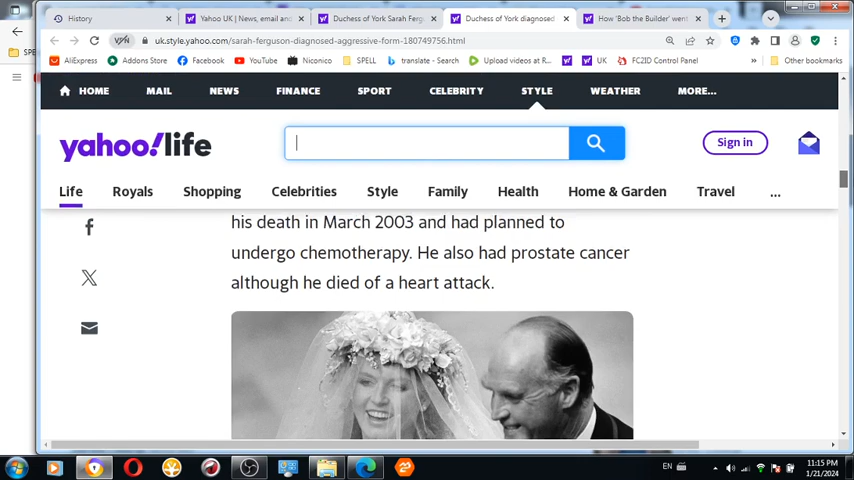 History
Yahoo UK | News, email and
Duchess of York Sarah Fergu
Duchess of York diagnosed
How 'Bob the Builder' went
VPN
uk.style.yahoo.com/sarah-ferguson-diagnosed-aggressive-form-180749756.html
AliExpress
Addons Store
Facebook
YouTube
Niconico
SPELL
translate - Search
Upload videos at R...
UK
FC2ID Control Panel
»
Other bookmarks
HOME
MAIL
NEWS
FINANCE
SPORT
CELEBRITY
STYLE
WEATHER
MORE...
yahoo!life
Sign in
Life
Royals
Shopping
Celebrities
Style
Family
Health
Home & Garden
Travel
...
his death in March 2003 and had planned to
undergo chemotherapy. He also had prostate cancer
although he died of a heart attack.
EN
11:15 PM
1/21/2024